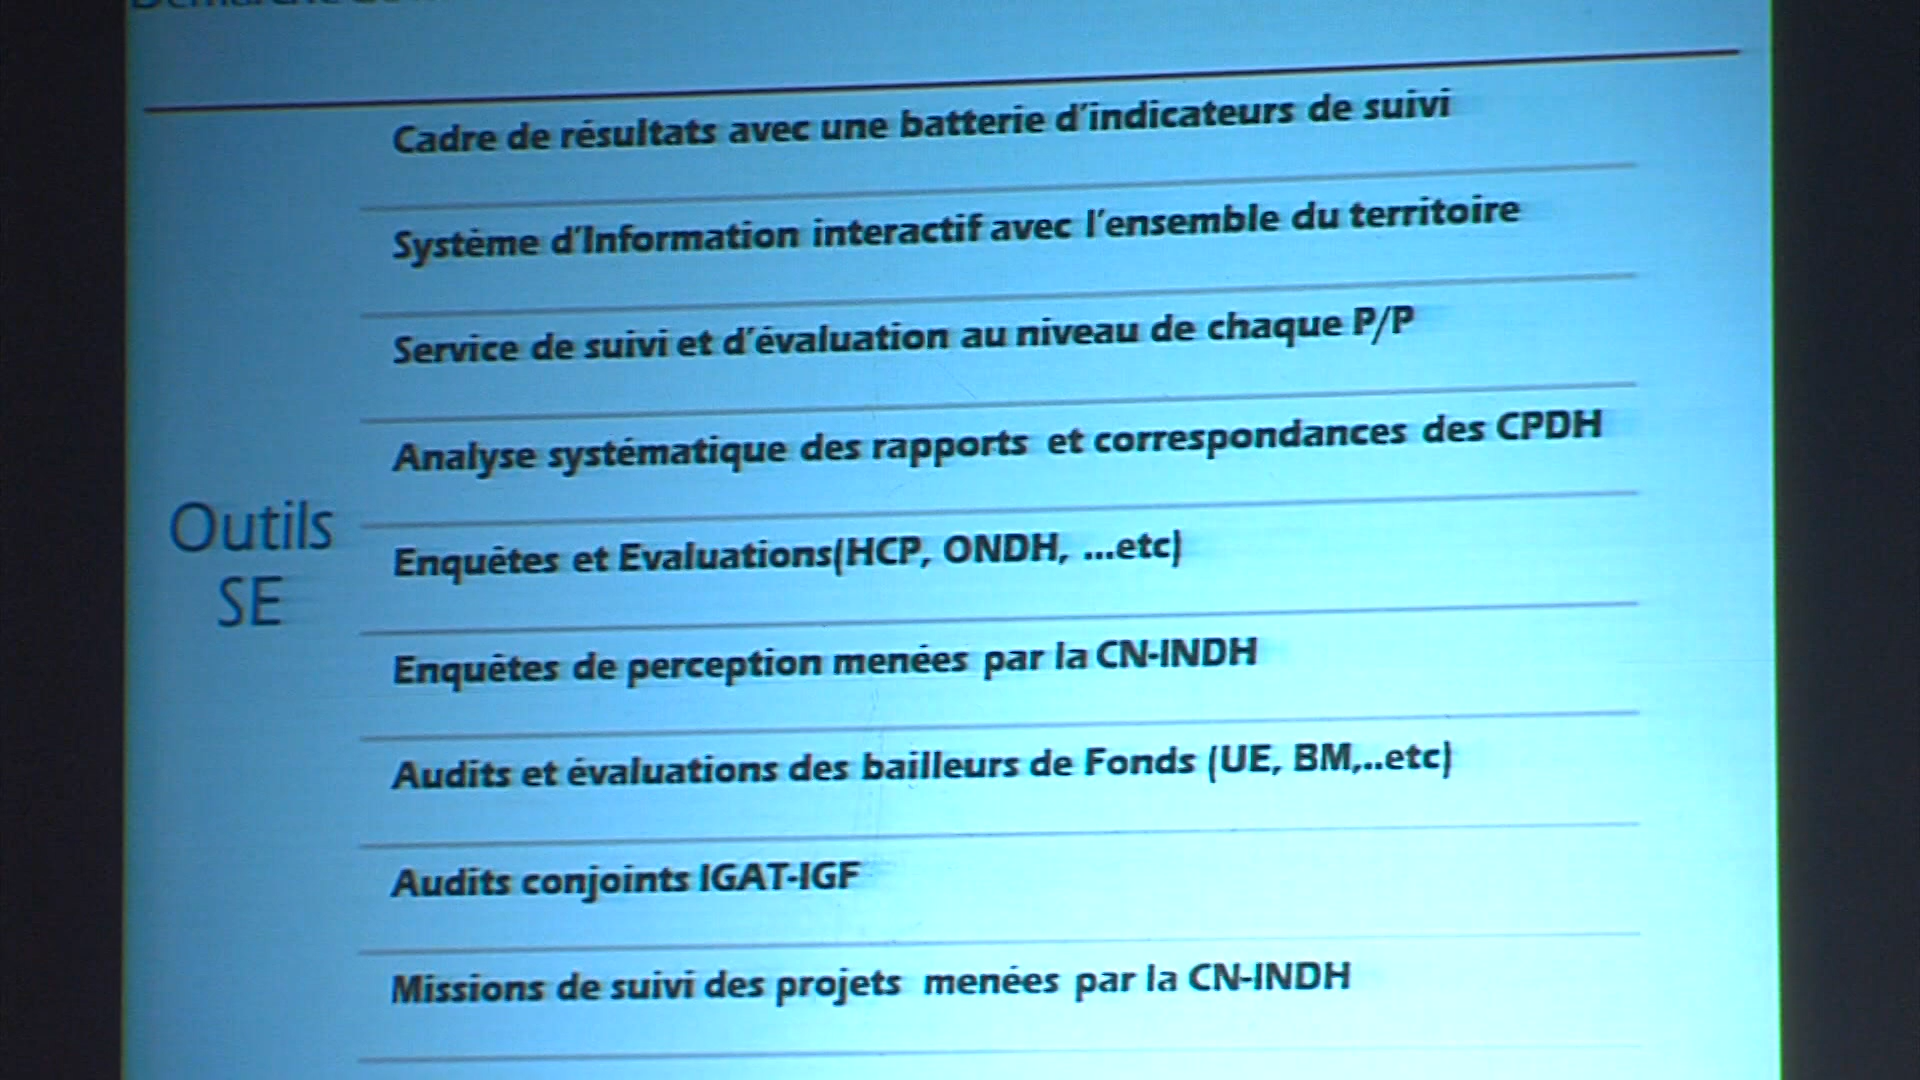 Cadre de résultats avec une batterie d'indicateurs de suivi
Système d'Information interactif avec l'ensemble du territoire
Service de suivi et d'évaluation au niveau de chaque P/P
Analyse systématique des rapports et correspondances des CPDH
Outils
SE
Enquêtes et Evaluations(HCP, ONDH, ...etc)
Enquêtes de perception menées par la CN-INDH
Audits et évaluations des bailleurs de Fonds (UE, BM,..etc)
Audits conjoints IGAT-IGF
Missions de suivi des projets menées par la CN-INDH